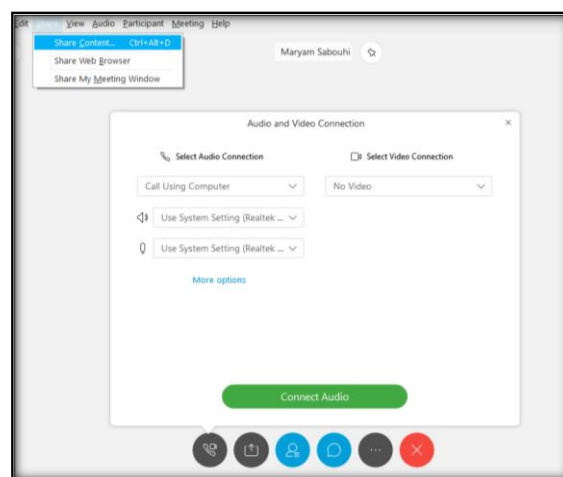 Edit View Audio Participant Meeting Help
Share Content... Ctrl+Alt+D
Share Web Browser
Share My Meeting Window
Maryam Sabouhi
Audio and Video Connection
Select Audio Connection
Select Video Connection
Call Using Computer
No Video
Use System Setting (Realtek ...
Use System Setting (Realtek ...
More options
Connect Audio